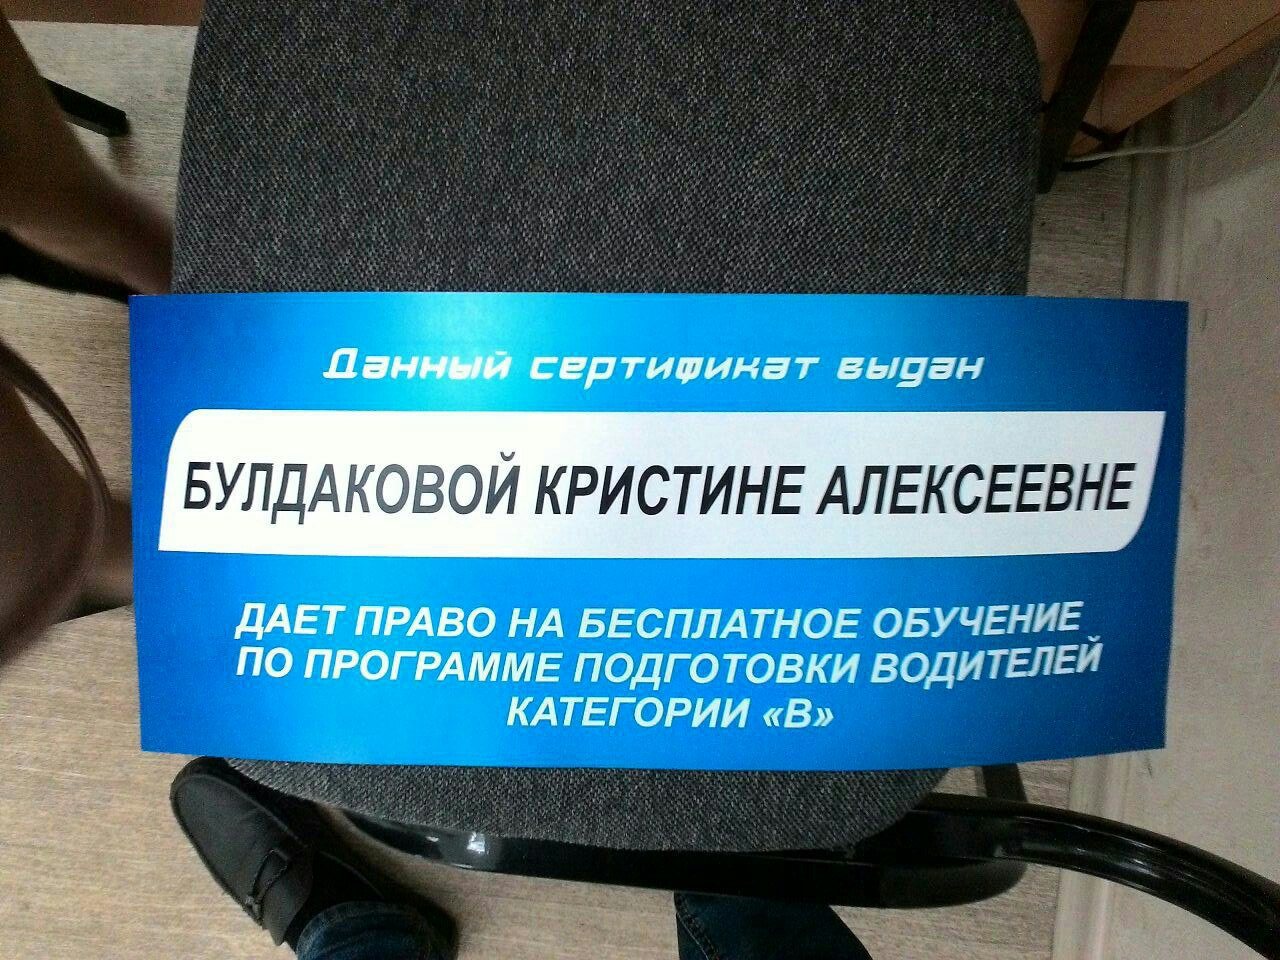 Данный сертификат выдан
БУЛДАКОВОЙ КРИСТИНЕ АЛЕКСЕЕВНЕ
ДАЕТ ПРАВО НА БЕСПЛАТНОЕ ОБУЧЕНИЕ
ПО ПРОГРАММЕ ПОДГОТОВКИ ВОДИТЕЛЕЙ
КАТЕГОРИИ «В»